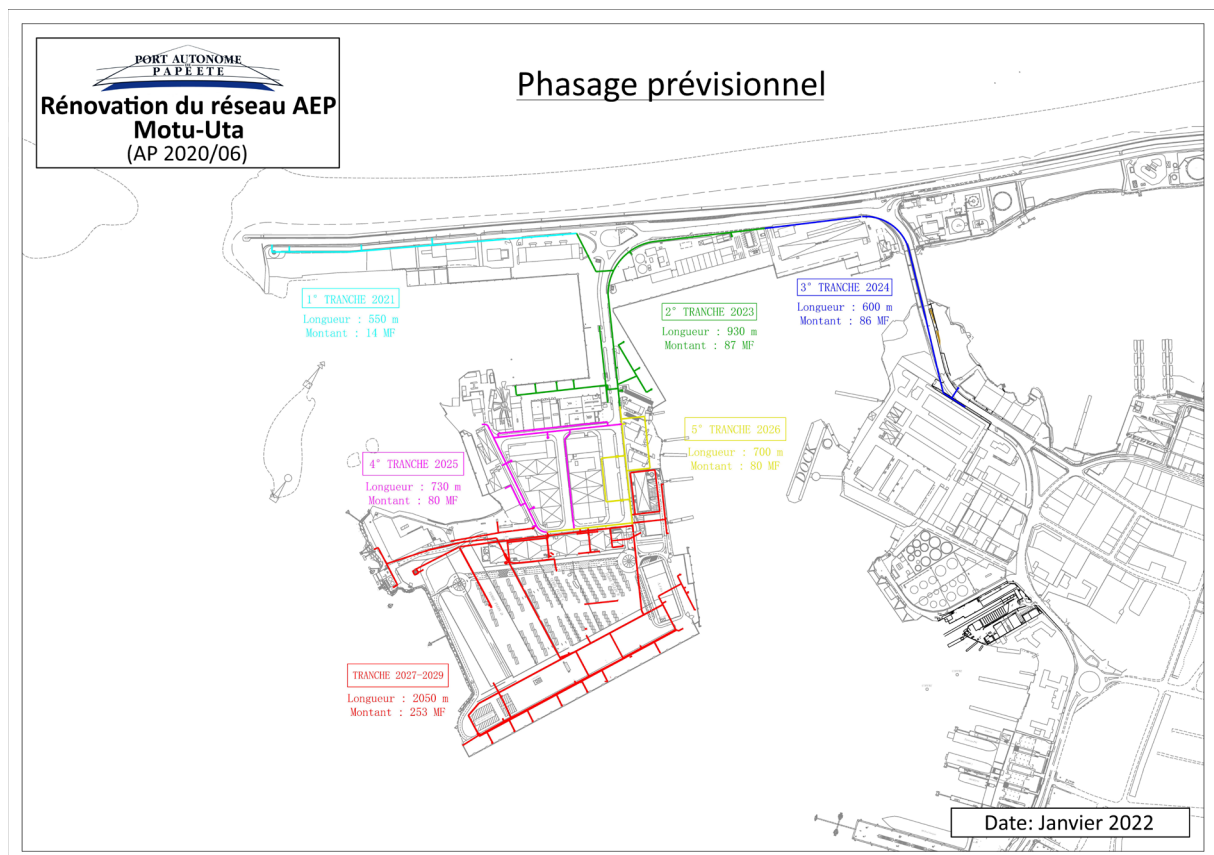 PORT AUTONOME
DE
PAPEETE
Rénovation du réseau AEP
Motu-Uta
(AP 2020/06)
Phasage prévisionnel
1° TRANCHE 2021
Longueur : 550 m
Montant : 14 MF
2° TRANCHE 2023
Longueur : 930 m
Montant : 87 MF
3° TRANCHE 2024
Longueur : 600 m
Montant : 86 MF
4° TRANCHE 2025
Longueur : 730 m
Montant : 80 MF
5° TRANCHE 2026
Longueur : 700 m
Montant : 80 MF
DOCK
TRANCHE 2027-2029
Longueur : 2050 m
Montant : 253 MF
Date: Janvier 2022